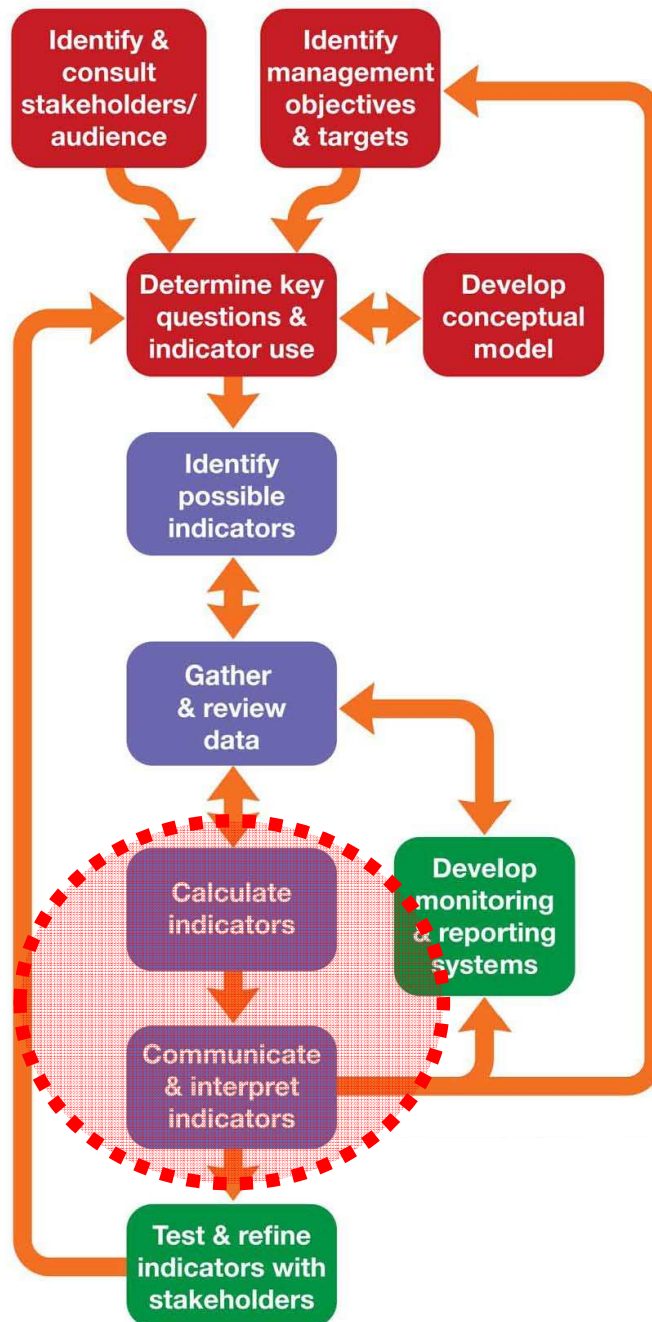 Identify &
consult
stakeholders/
audience
Identify
management
objectives
& targets
Determine key
questions &
indicator use
Develop
conceptual
model
Identify
possible
indicators
Gather
& review
data
Calculate
indicators
Develop
monitoring
& reporting
systems
Communicate
& interpret
indicators
Test & refine
indicators with
stakeholders